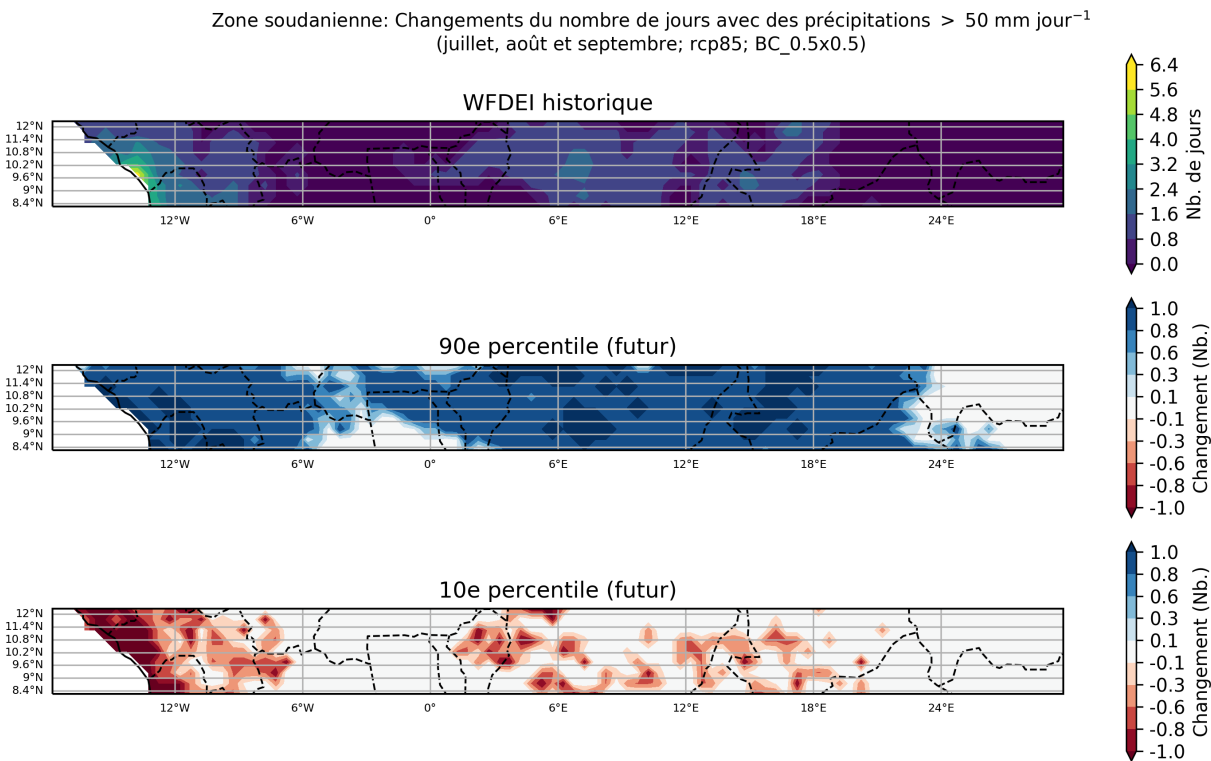 Zone soudanienne: Changements du nombre de jours avec des précipitations > 50 mm jour⁻¹
(juillet, août et septembre; rcp85; BC_0.5x0.5)
WFDEI historique
12°N
11.4°N
10.8°N
10.2°N
9.6°N
9°N
8.4°N
12°W 6°W 0° 6°E 12°E 18°E 24°E
6.4
5.6
4.8
4.0
3.2
2.4
1.6
0.8
0.0
Nb. de jours
90e percentile (futur)
12°N
11.4°N
10.8°N
10.2°N
9.6°N
9°N
8.4°N
12°W 6°W 0° 6°E 12°E 18°E 24°E
1.0
0.8
0.6
0.3
0.1
-0.1
-0.3
-0.6
-0.8
-1.0
Changement (Nb.)
10e percentile (futur)
12°N
11.4°N
10.8°N
10.2°N
9.6°N
9°N
8.4°N
12°W 6°W 0° 6°E 12°E 18°E 24°E
1.0
0.8
0.6
0.3
0.1
-0.1
-0.3
-0.6
-0.8
-1.0
Changement (Nb.)